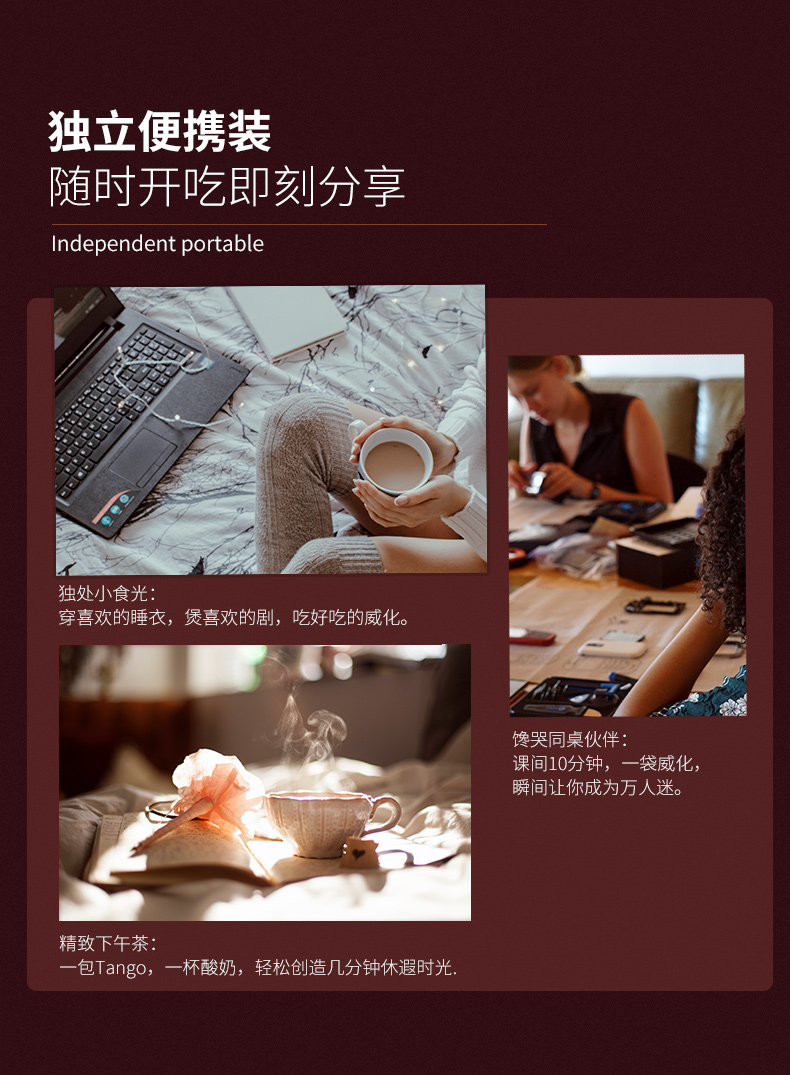 独立便携装
随时开吃即刻分享
Independent portable
独处小食光：
穿喜欢的睡衣，煲喜欢的剧，吃好吃的威化。
馋哭同桌伙伴：
课间10分钟，一袋威化，
瞬间让你成为万人迷。
精致下午茶：
一包Tango，一杯酸奶，轻松创造几分钟休遐时光.